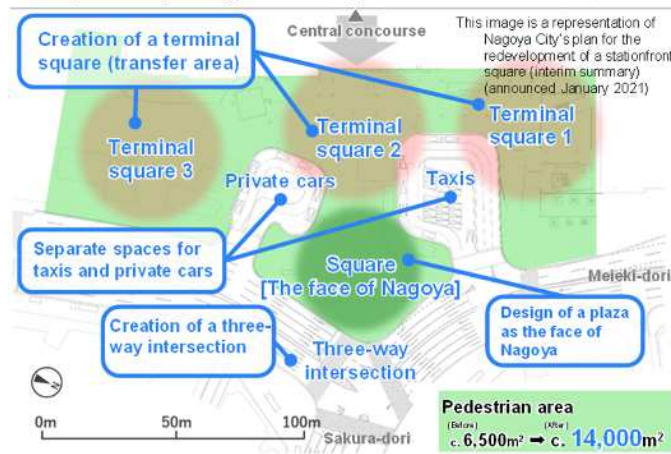 Central concourse
This image is a representation of
Nagoya City's plan for the
redevelopment of a stationfront
square (interim summary)
(announced January 2021)
Creation of a terminal
square (transfer area)
Terminal
square 3
Terminal
square 2
Terminal
square 1
Private cars
Taxis
Separate spaces for
taxis and private cars
Square
[The face of Nagoya]
Meieki-dori
Design of a plaza
as the face of
Nagoya
Creation of a three-
way intersection
Three-way
intersection
N
0m 50m 100m
Sakura-dori
Pedestrian area
(Before) (After)
c. 6,500m² ➡ c. 14,000m²